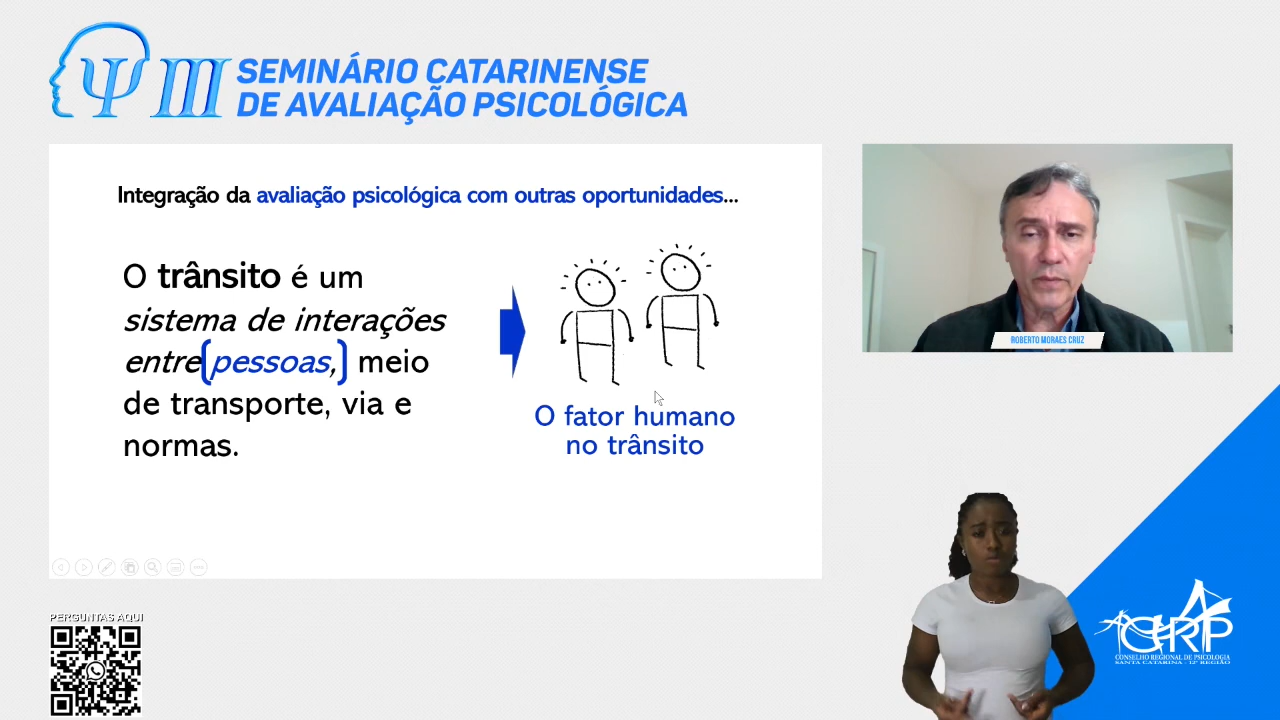 Ψ III SEMINÁRIO CATARINENSE
DE AVALIAÇÃO PSICOLÓGICA
Integração da avaliação psicológica com outras oportunidades...
O trânsito é um
sistema de interações
entre [pessoas,] meio
de transporte, via e
normas.
O fator humano
no trânsito
ROBERTO MORAES CRUZ
PERGUNTAS AQUI
CRP
CONSELHO REGIONAL DE PSICOLOGIA
SANTA CATARINA - 12ª REGIÃO